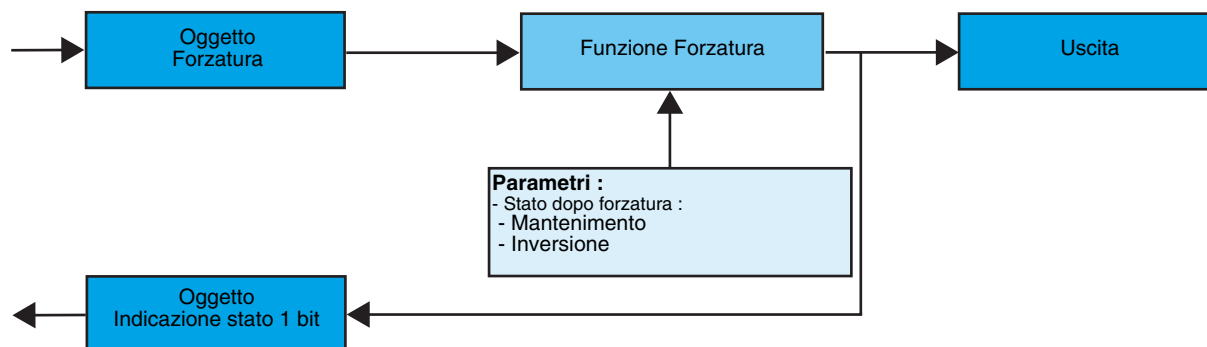 Oggetto
Forzatura
Funzione Forzatura
Uscita
Parametri :
- Stato dopo forzatura :
- Mantenimento
- Inversione
Oggetto
Indicazione stato 1 bit